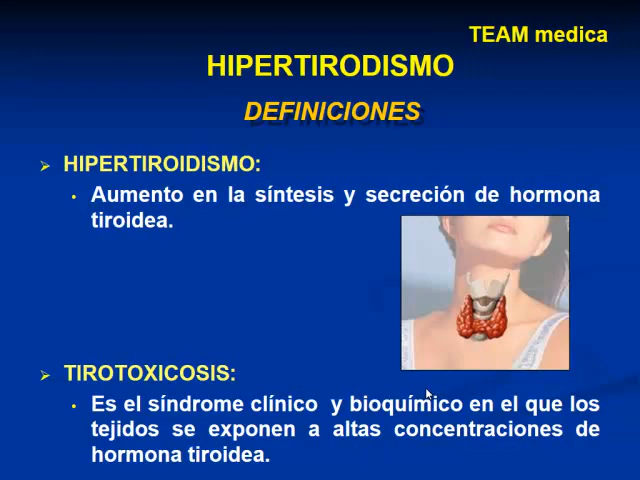 TEAM medica
HIPERTIRODISMO
DEFINICIONES
HIPERTIROIDISMO:
Aumento en la síntesis y secreción de hormona
tiroidea.
TIROTOXICOSIS:
Es el síndrome clínico y bioquímico en el que los
tejidos se exponen a altas concentraciones de
hormona tiroidea.